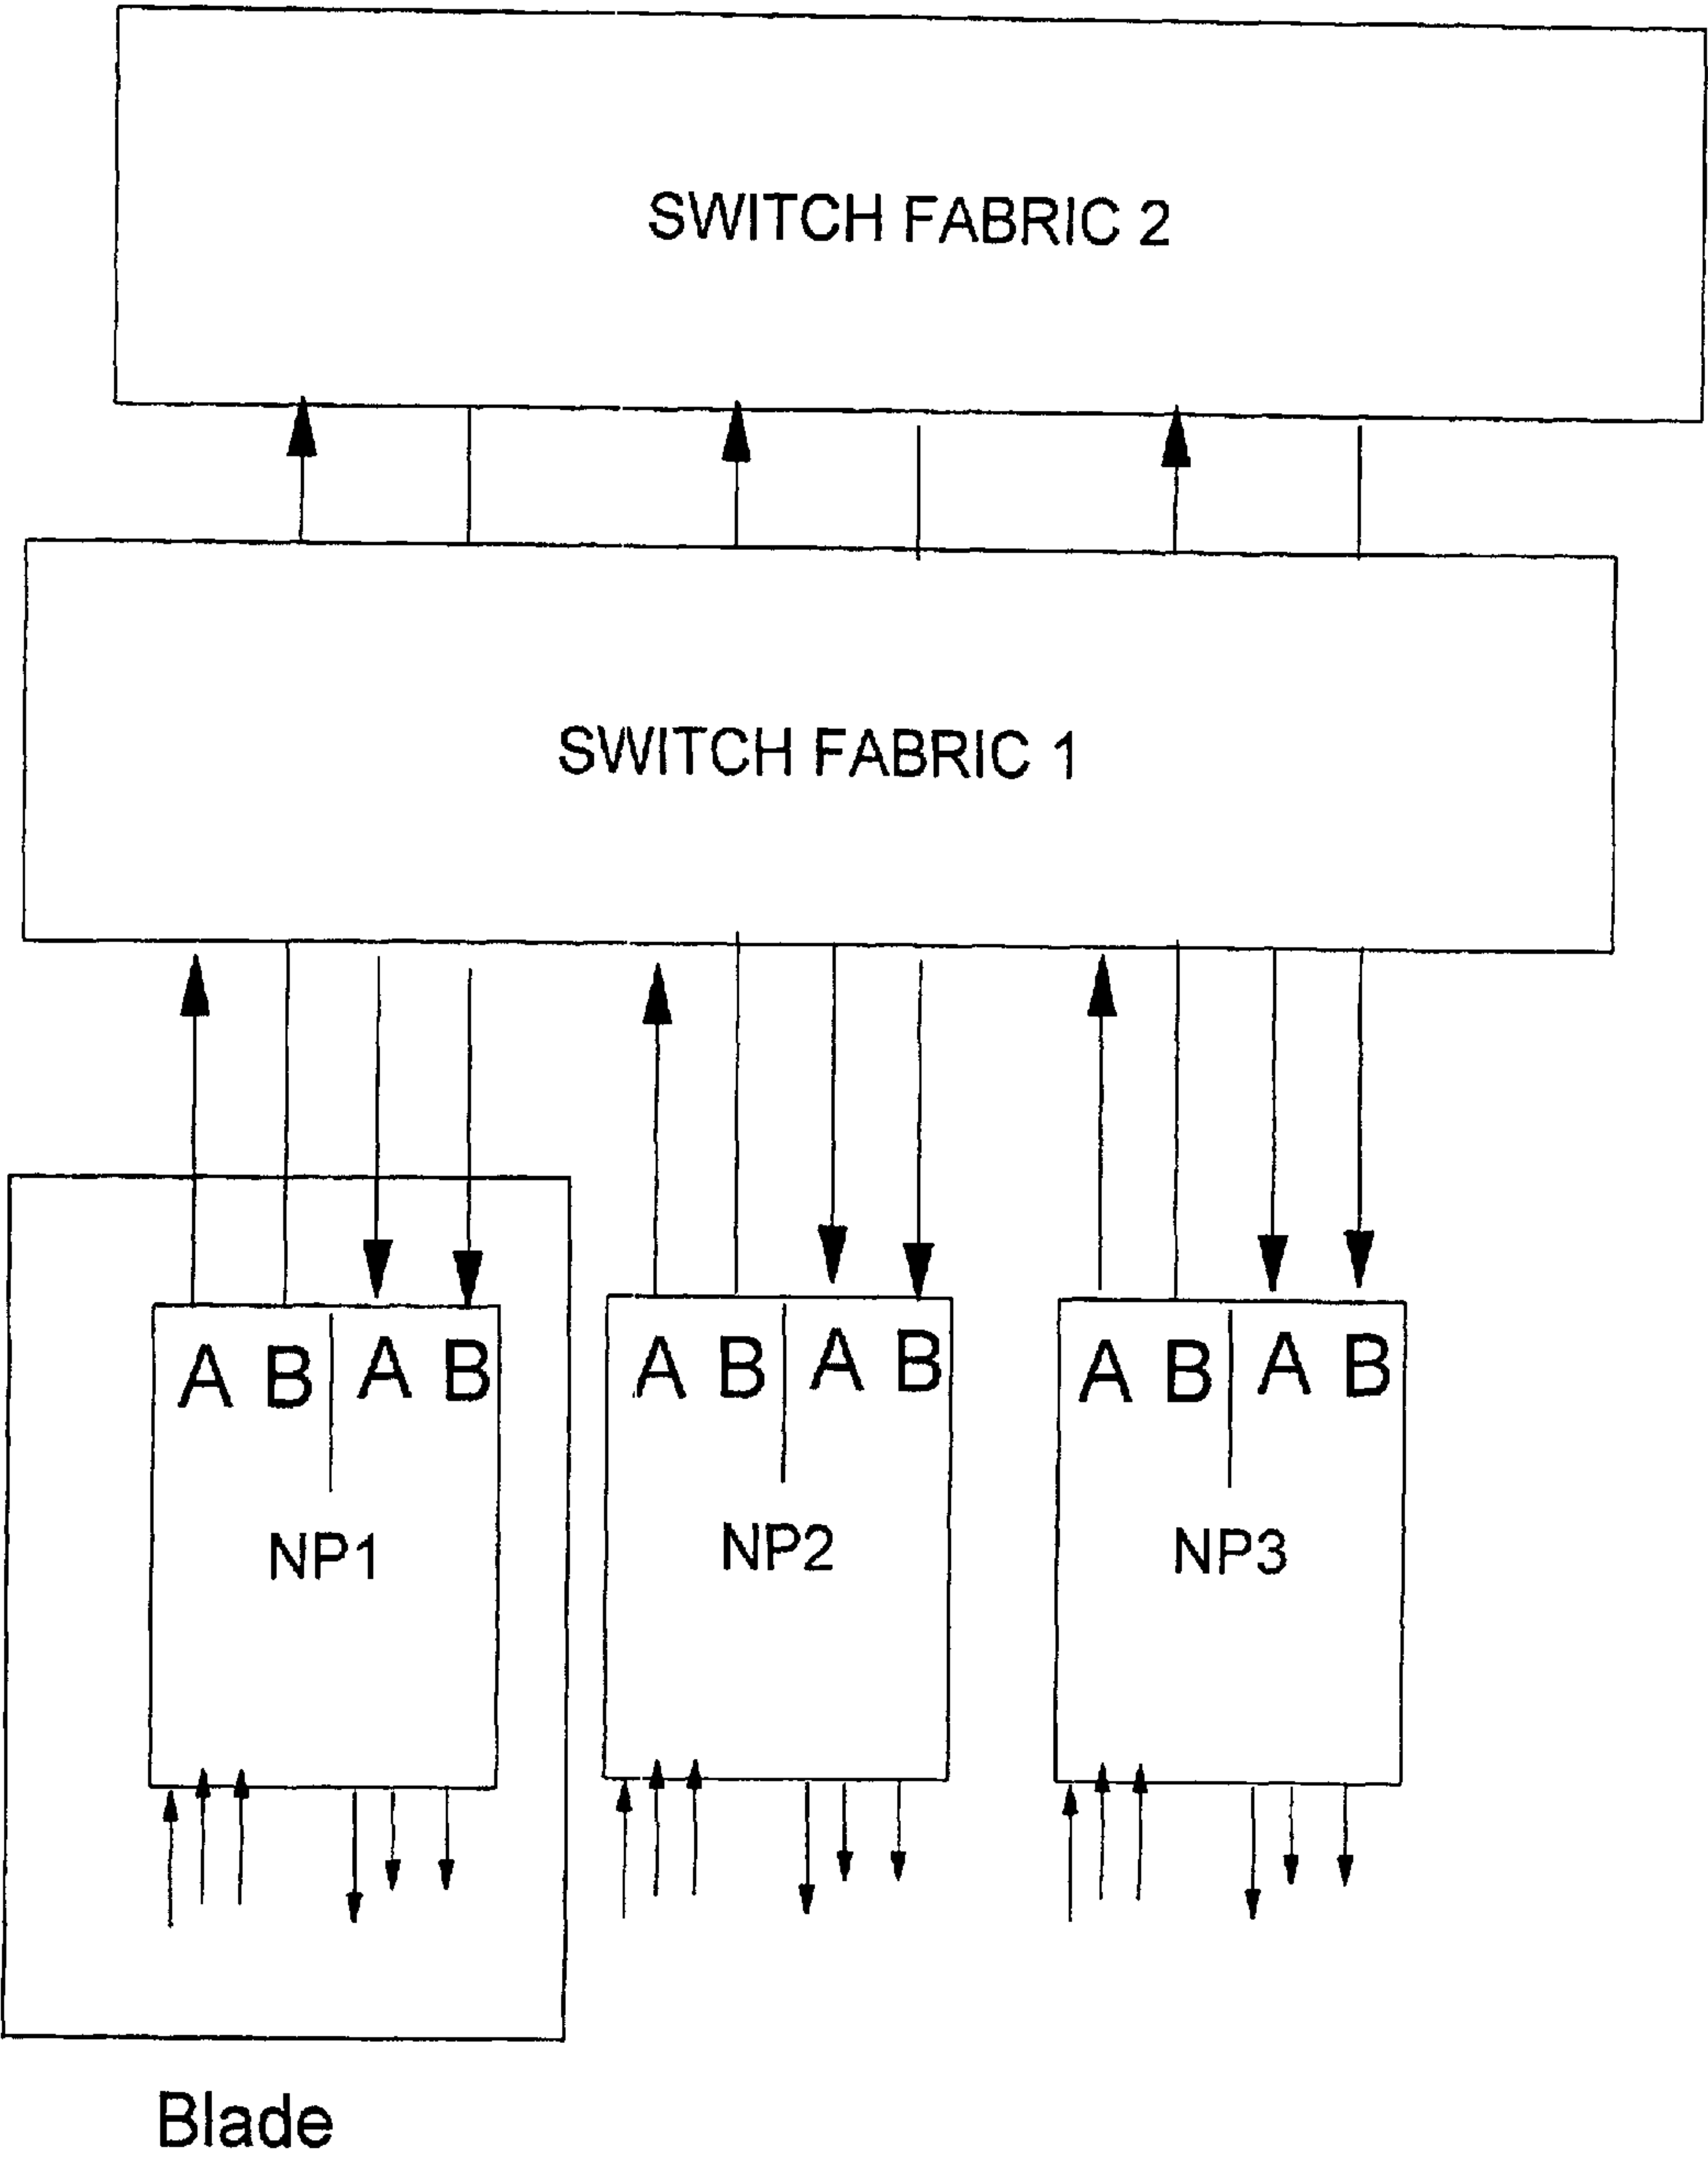 SWITCH FABRIC 2
SWITCH FABRIC 1
A B A B
A B A B
A B A B
NP1
NP2
NP3
Blade